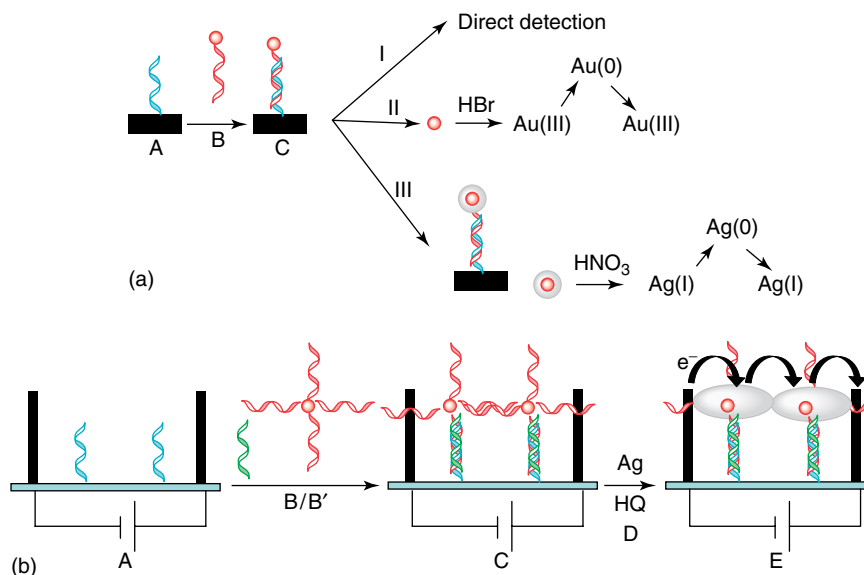 Direct detection
I
Au(0)
II
HBr
Au(III)
Au(III)
A
B
C
III
Ag(0)
HNO₃
Ag(I)
Ag(I)
(a)
e⁻
B/B′
Ag
HQ
D
A
C
E
(b)